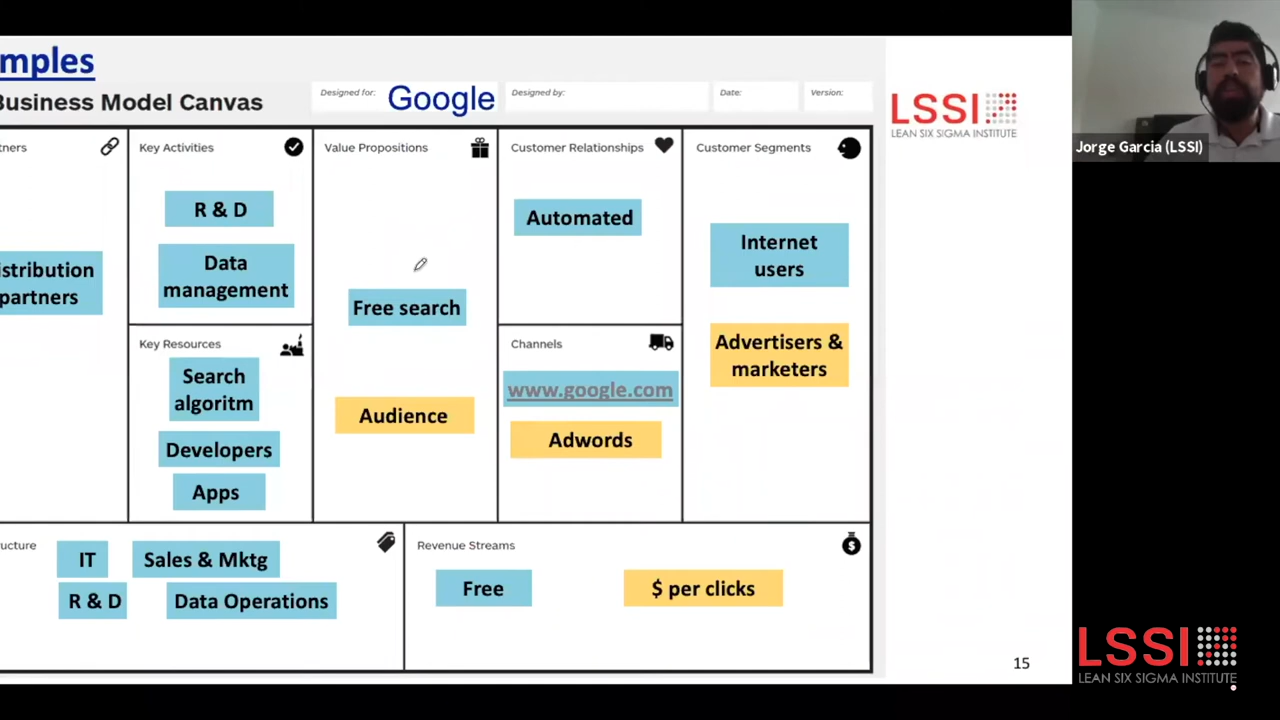 mples
Business Model Canvas
Designed for:
Google
Designed by:
Date:
Version:
LSSI
LEAN SIX SIGMA INSTITUTE
Jorge Garcia (LSSI)
tners
Key Activities
Value Propositions
Customer Relationships
Customer Segments
R & D
Automated
Internet
users
Data
management
istribution
partners
Free search
Advertisers &
marketers
Key Resources
Channels
Search
algoritm
www.google.com
Audience
Adwords
Developers
Apps
ucture
IT
Sales & Mktg
R & D
Data Operations
Revenue Streams
Free
$ per clicks
15
LSSI
LEAN SIX SIGMA INSTITUTE